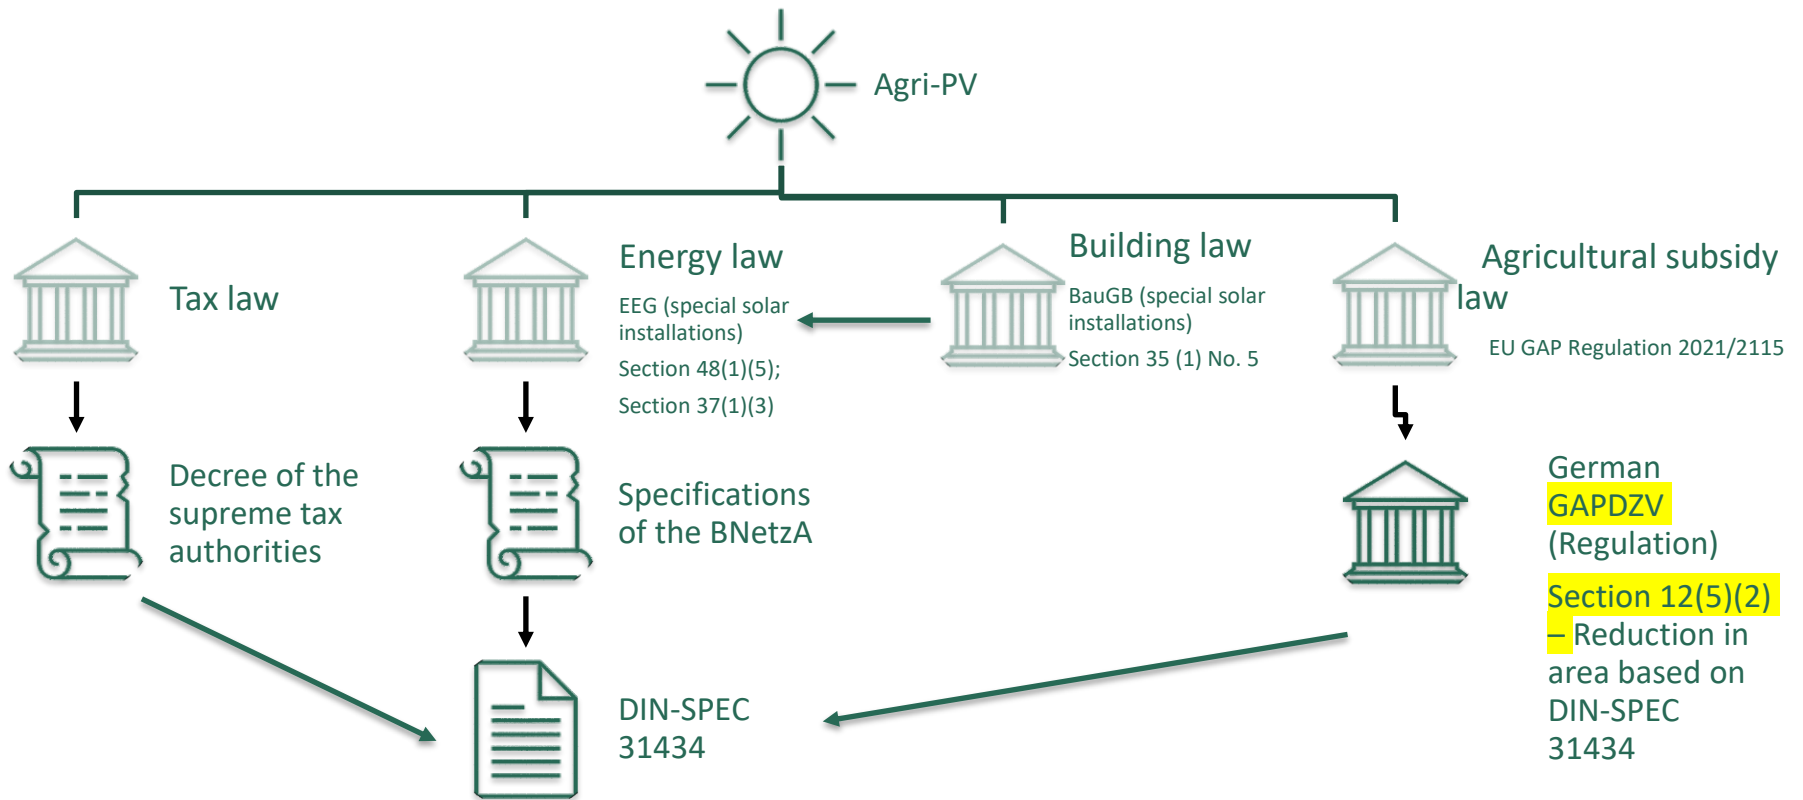 Agri-PV
Tax law
Energy law
EEG (special solar
installations)
Section 48(1)(5);
Section 37(1)(3)
Building law
BauGB (special solar
installations)
Section 35 (1) No. 5
Agricultural subsidy
law
EU GAP Regulation 2021/2115
Decree of the
supreme tax
authorities
Specifications
of the BNetzA
German
GAPDZV
(Regulation)
Section 12(5)(2)
– Reduction in
area based on
DIN-SPEC
31434
DIN-SPEC
31434